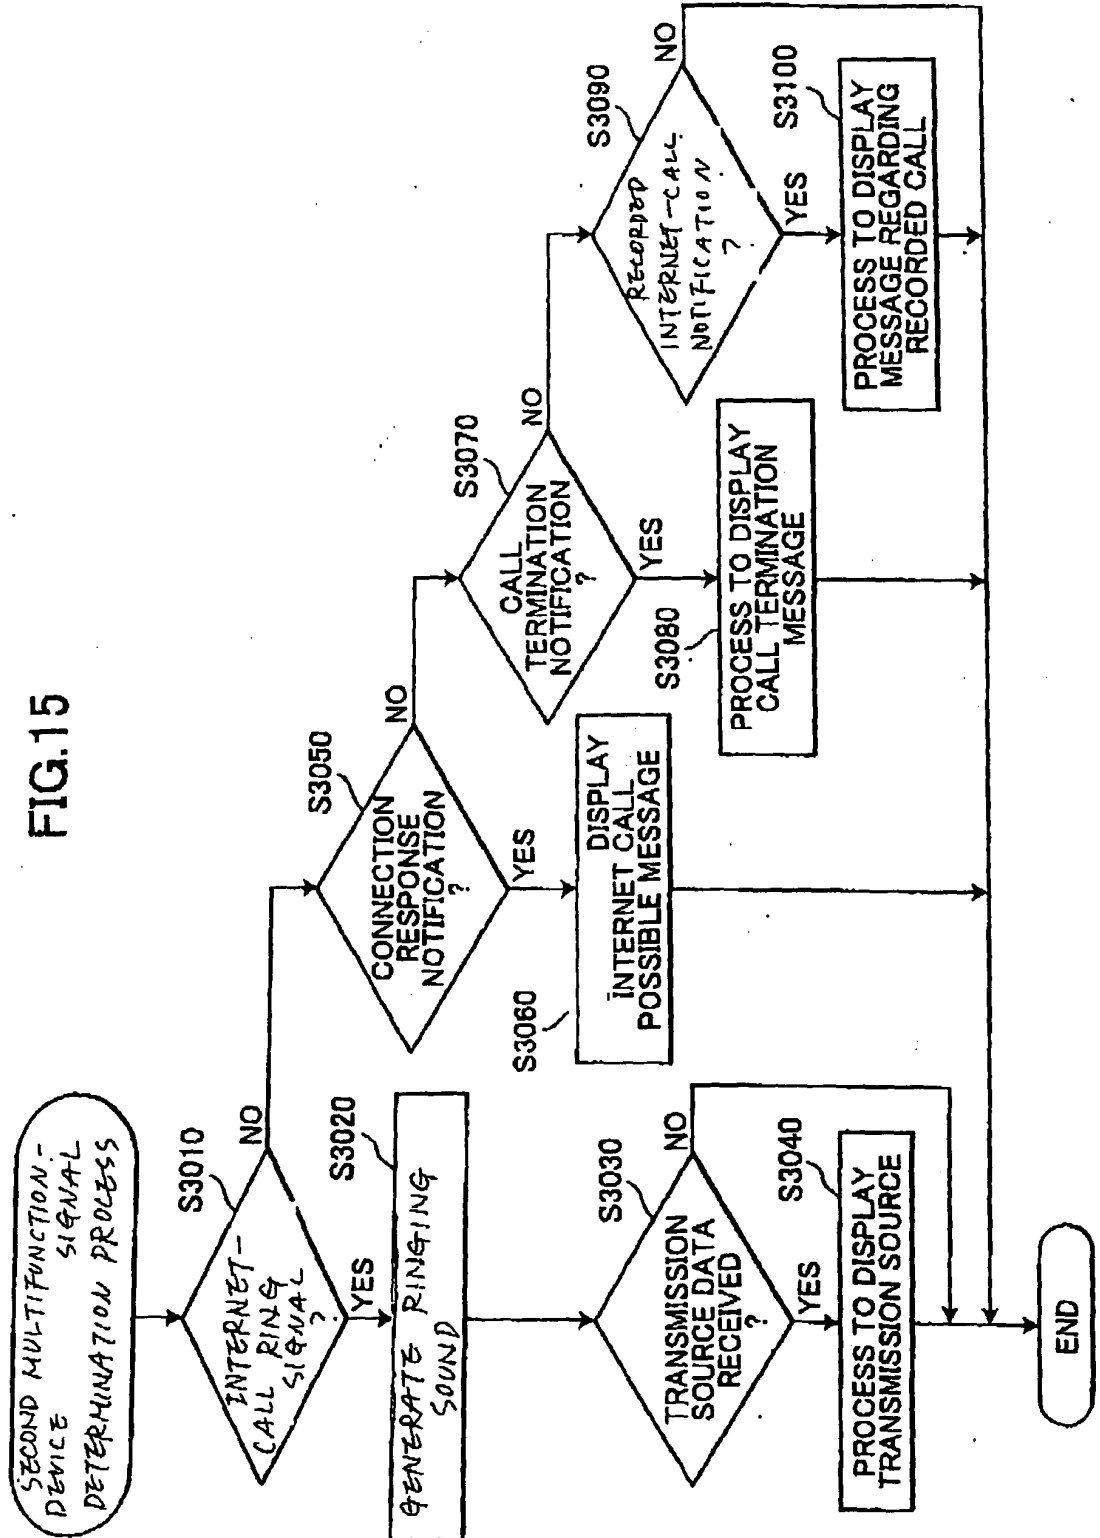 FIG.15
SECOND MULTIFUNCTION-
DEVICE SIGNAL
DETERMINATION PROCESS
S3010
INTERNET-
CALL RING
SIGNAL
?
NO
YES
S3020
GENERATE RINGING
SOUND
S3030
TRANSMISSION
SOURCE DATA
RECEIVED
?
NO
YES
S3040
PROCESS TO DISPLAY
TRANSMISSION SOURCE
S3050
CONNECTION
RESPONSE
NOTIFICATION
?
NO
YES
S3060
DISPLAY
INTERNET CALL
POSSIBLE MESSAGE
S3070
CALL
TERMINATION
NOTIFICATION
?
NO
YES
S3080
PROCESS TO DISPLAY
CALL TERMINATION
MESSAGE
S3090
RECORDED
INTERNET-CALL
NOTIFICATION
?
NO
YES
S3100
PROCESS TO DISPLAY
MESSAGE REGARDING
RECORDED CALL
END